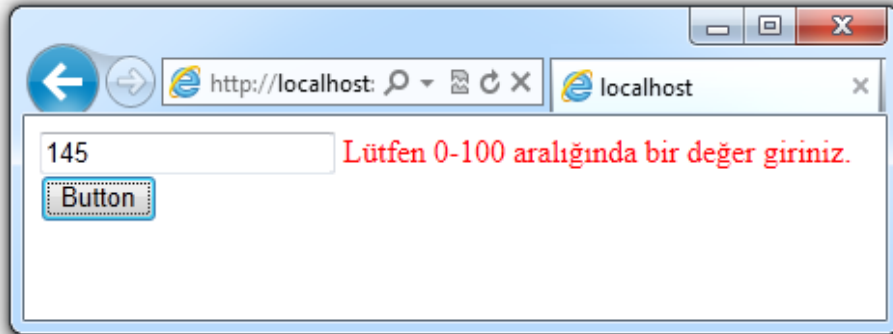 http://localhost:
localhost
145 Lütfen 0-100 aralığında bir değer giriniz.
Button